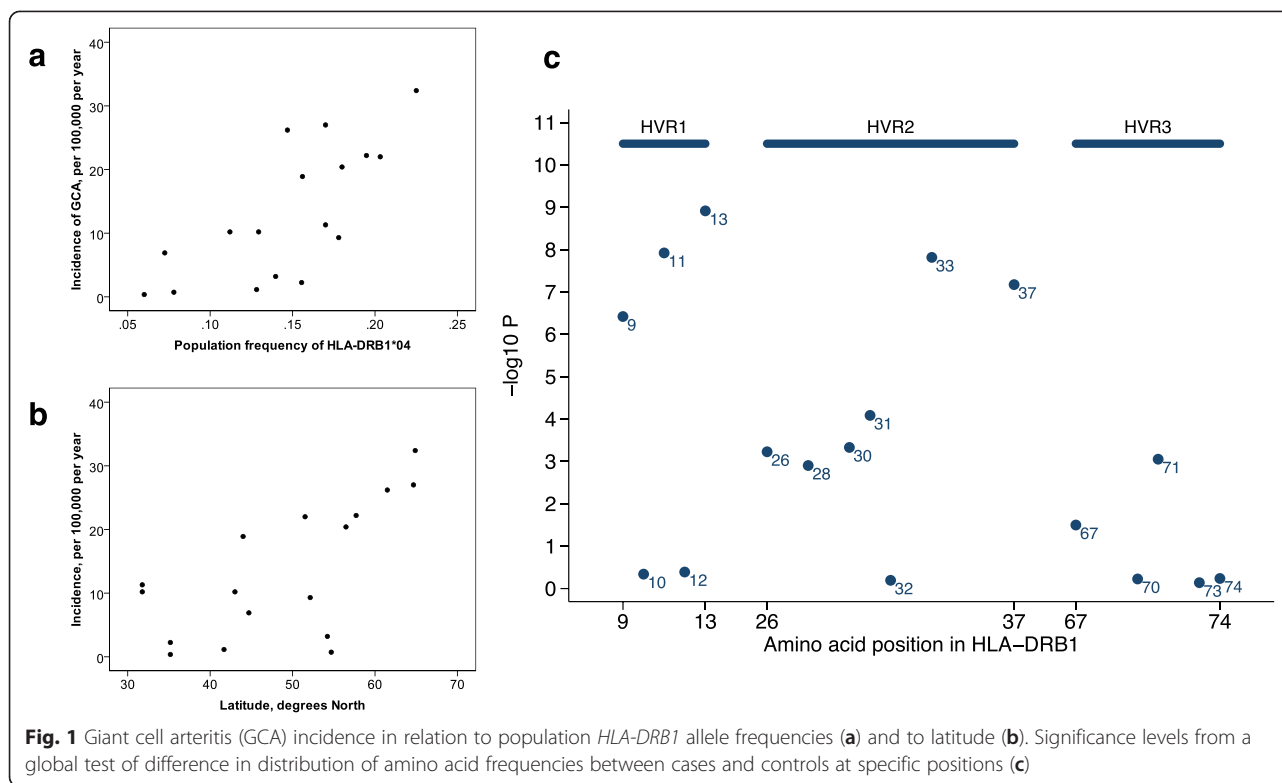 a
40
30
20
10
0
Incidence of GCA, per 100,000 per year
.05 .10 .15 .20 .25
Population frequency of HLA-DRB1*04
b
40
30
20
10
0
Incidence, per 100,000 per year
30 40 50 60 70
Latitude, degrees North
c
HVR1 HVR2 HVR3
11
10
9
8
7
6
5
4
3
2
1
0
−log10 P
9
10
11
12
13
26
28
30
31
32
33
37
67
70
71
73
74
9 13 26 37 67 74
Amino acid position in HLA−DRB1
Fig. 1 Giant cell arteritis (GCA) incidence in relation to population HLA-DRB1 allele frequencies (a) and to latitude (b). Significance levels from a
global test of difference in distribution of amino acid frequencies between cases and controls at specific positions (c)